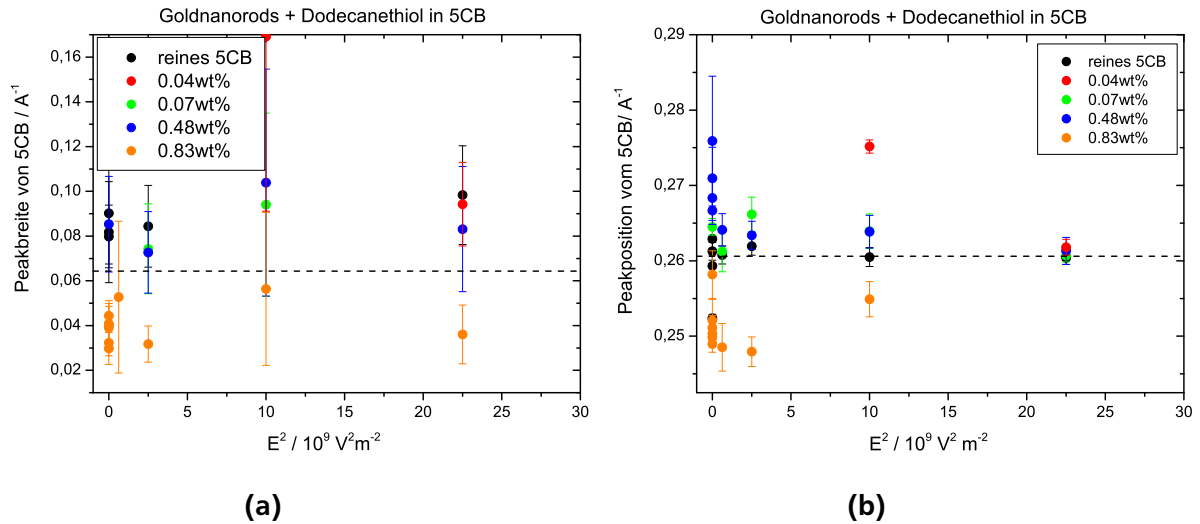 Goldnanorods + Dodecanethiol in 5CB
0,16
0,14
0,12
0,10
0,08
0,06
0,04
0,02
Peakbreite von 5CB / A⁻¹
reines 5CB
0.04wt%
0.07wt%
0.48wt%
0.83wt%
0 5 10 15 20 25 30
E² / 10⁹ V²m⁻²
(a)
Goldnanorods + Dodecanethiol in 5CB
0,29
0,28
0,27
0,26
0,25
Peakposition vom 5CB/ A⁻¹
reines 5CB
0.04wt%
0.07wt%
0.48wt%
0.83wt%
0 5 10 15 20 25 30
E² / 10⁹ V²m⁻²
(b)